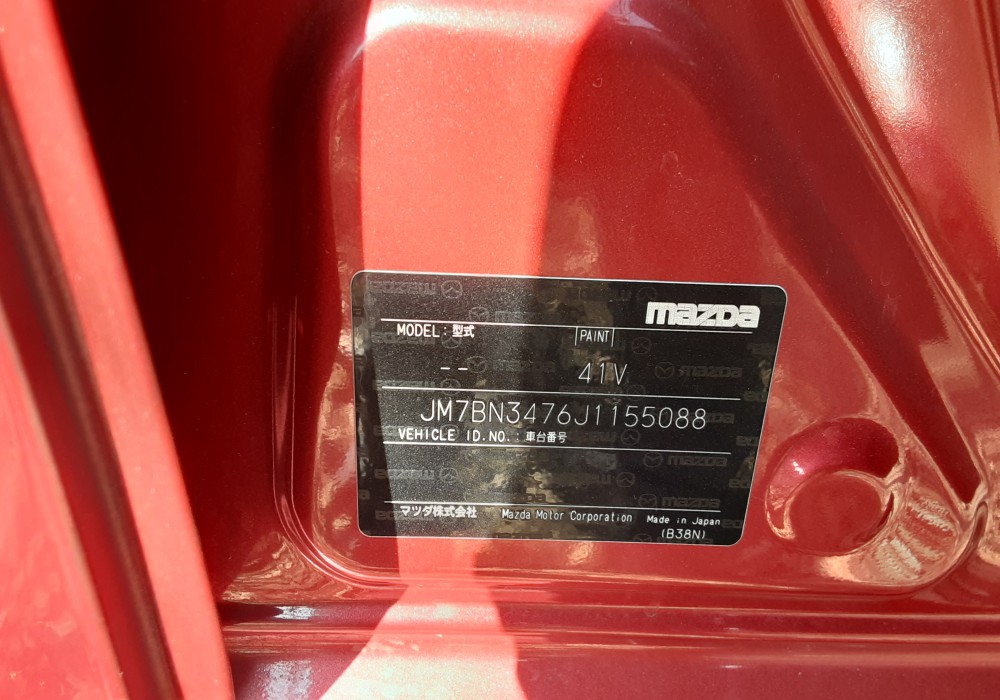 mazda
MODEL : 型式 PAINT
-- 41V
JM7BN3476J1155088
VEHICLE ID.NO. : 車台番号
マツダ株式会社 Mazda Motor Corporation Made in Japan
(B38N)